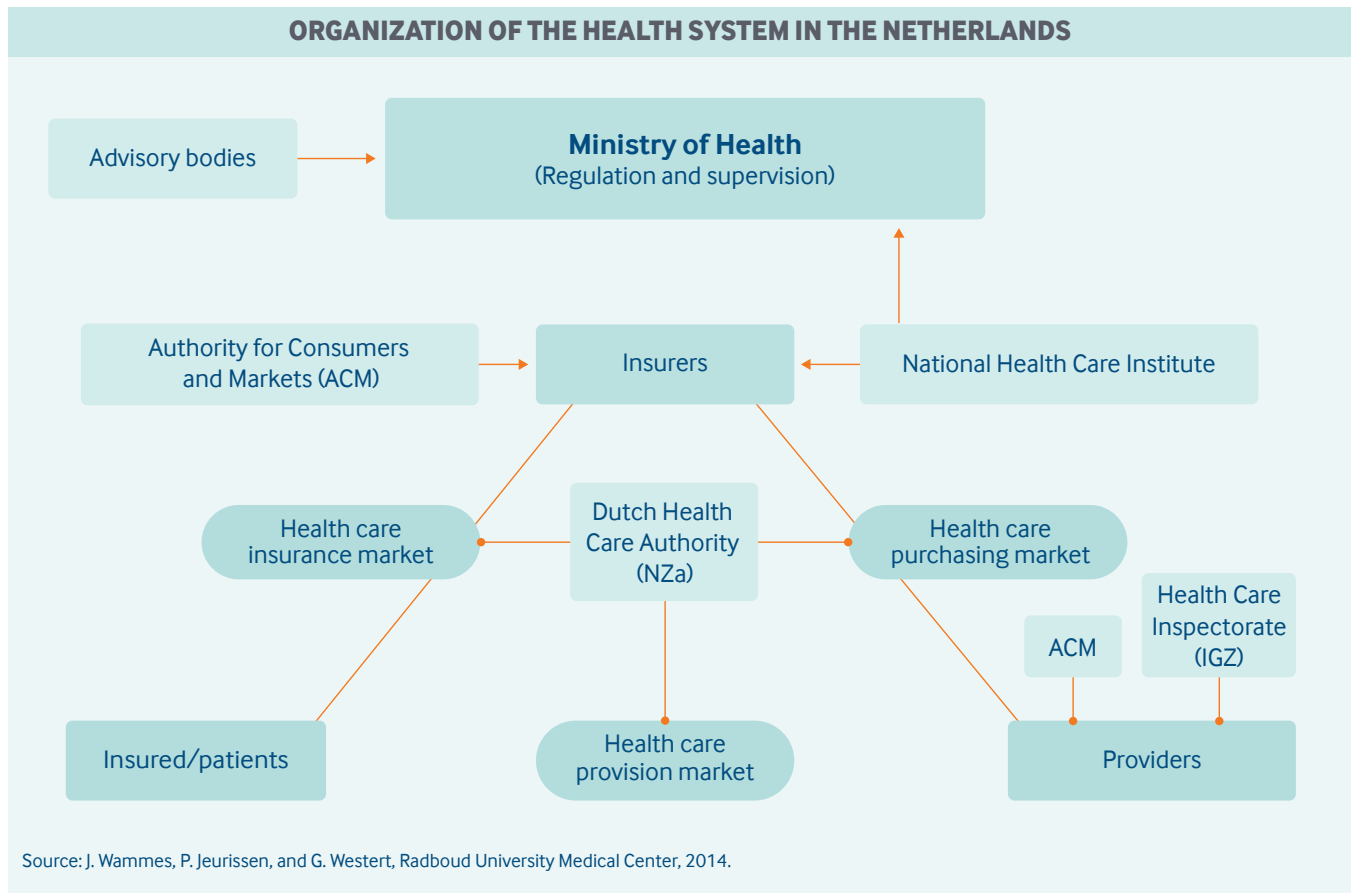 ORGANIZATION OF THE HEALTH SYSTEM IN THE NETHERLANDS
Advisory bodies
Ministry of Health
(Regulation and supervision)
Authority for Consumers
and Markets (ACM)
Insurers
National Health Care Institute
Health care
insurance market
Dutch Health
Care Authority
(NZa)
Health care
purchasing market
ACM
Health Care
Inspectorate
(IGZ)
Insured/patients
Health care
provision market
Providers
Source: J. Wammes, P. Jeurissen, and G. Westert, Radboud University Medical Center, 2014.